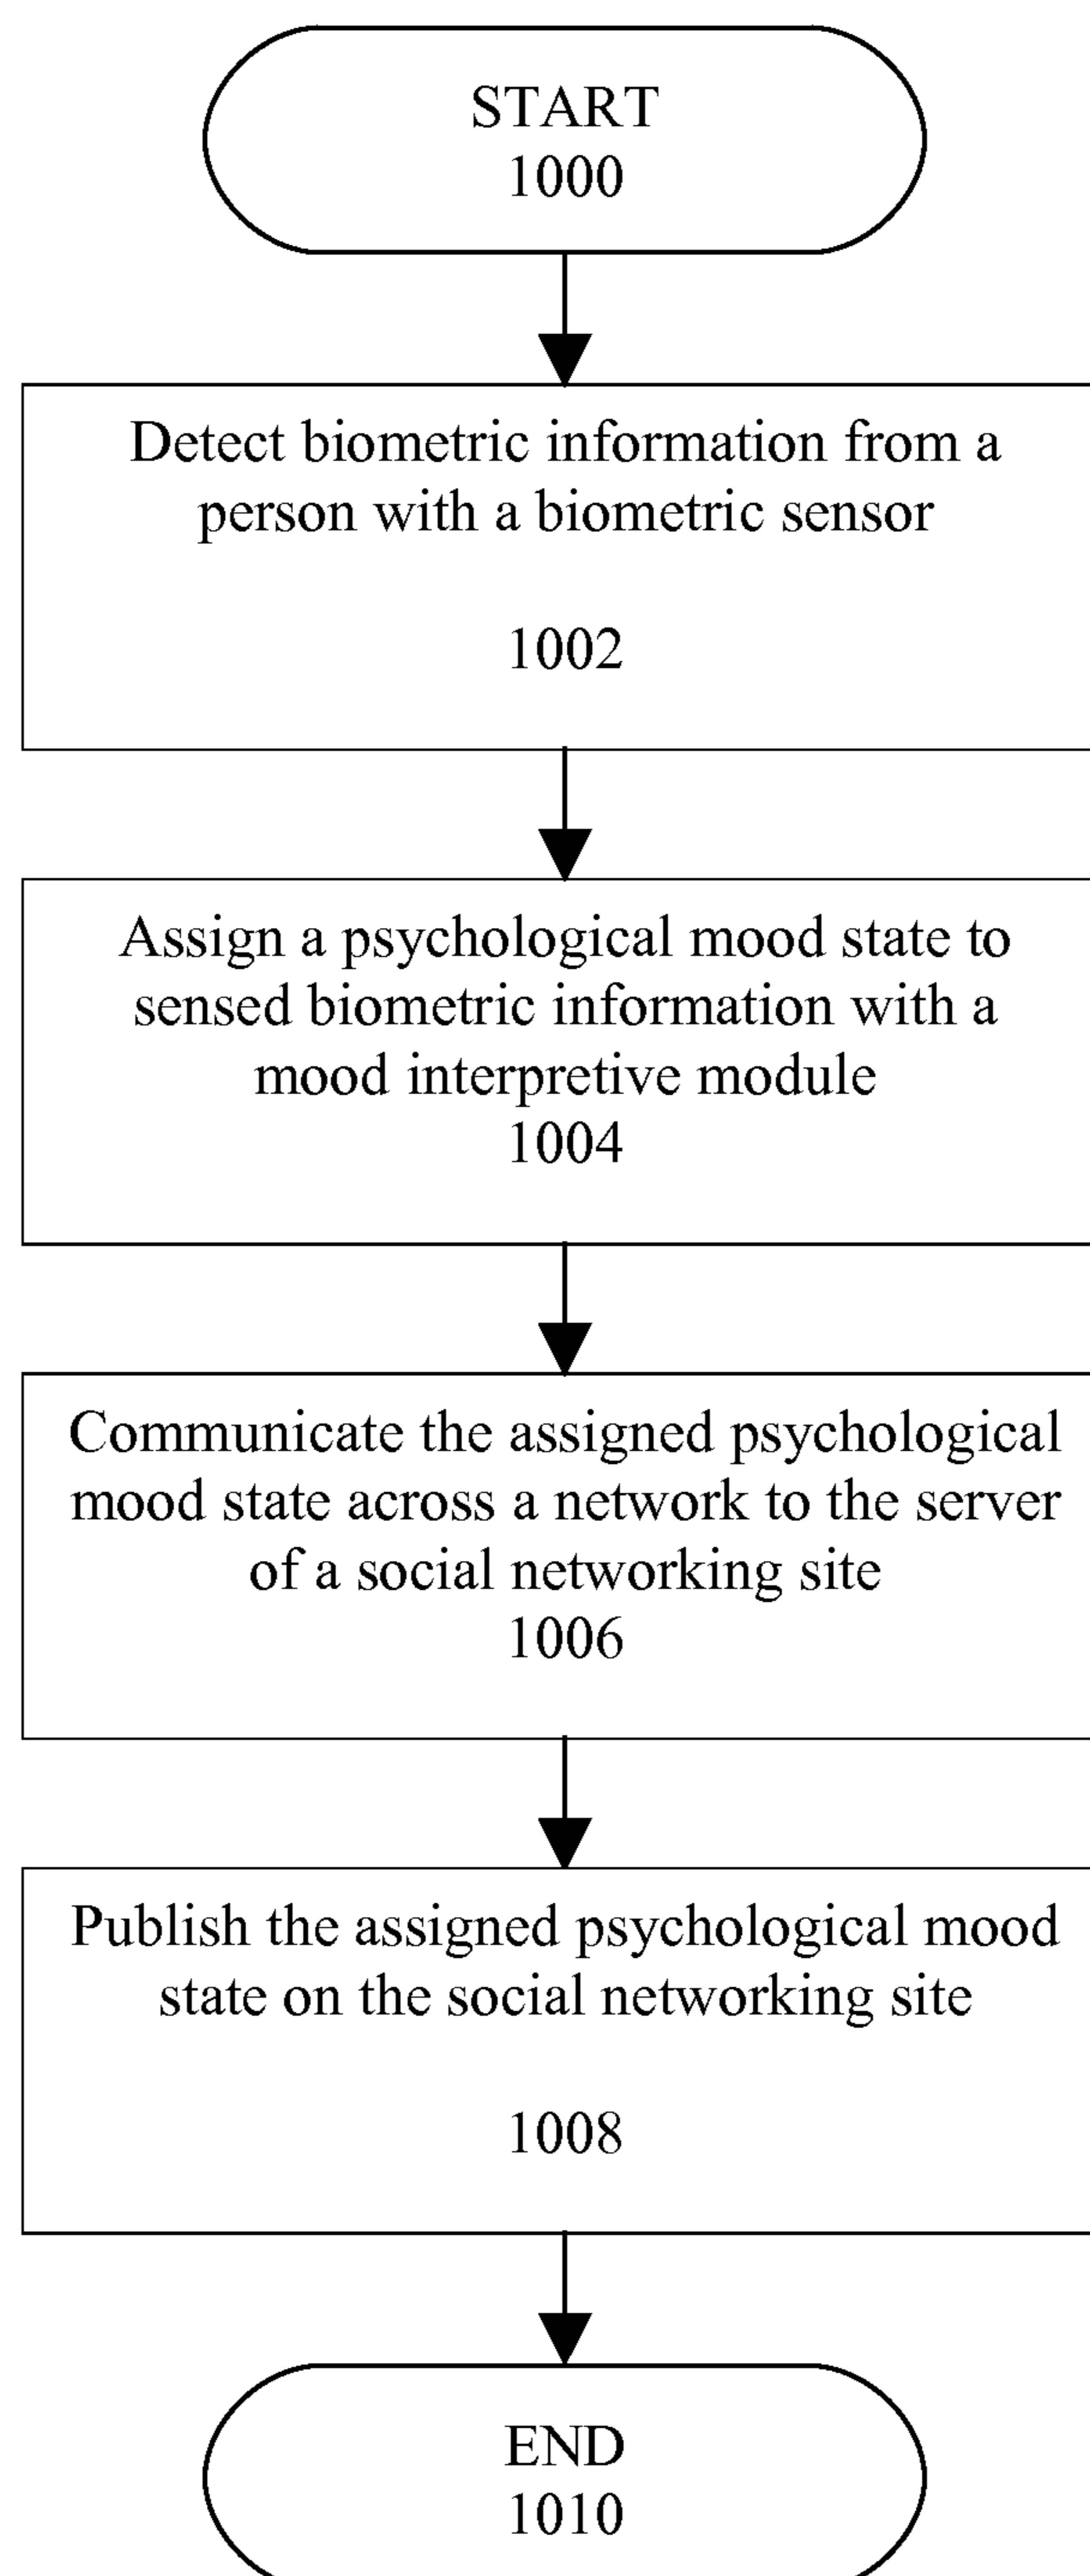 START
1000
Detect biometric information from a
person with a biometric sensor
1002
Assign a psychological mood state to
sensed biometric information with a
mood interpretive module
1004
Communicate the assigned psychological
mood state across a network to the server
of a social networking site
1006
Publish the assigned psychological mood
state on the social networking site
1008
END
1010